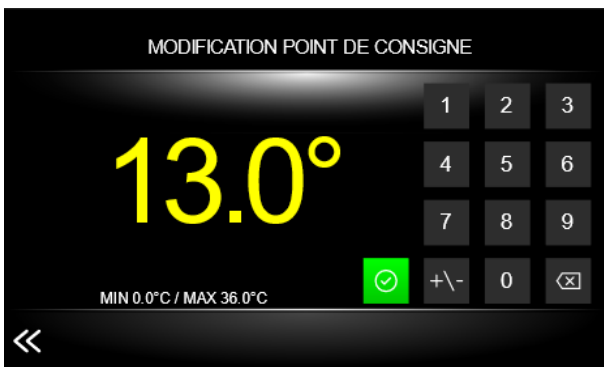 MODIFICATION POINT DE CONSIGNE
13.0°
1 2 3
4 5 6
7 8 9
+\- 0
MIN 0.0°C / MAX 36.0°C